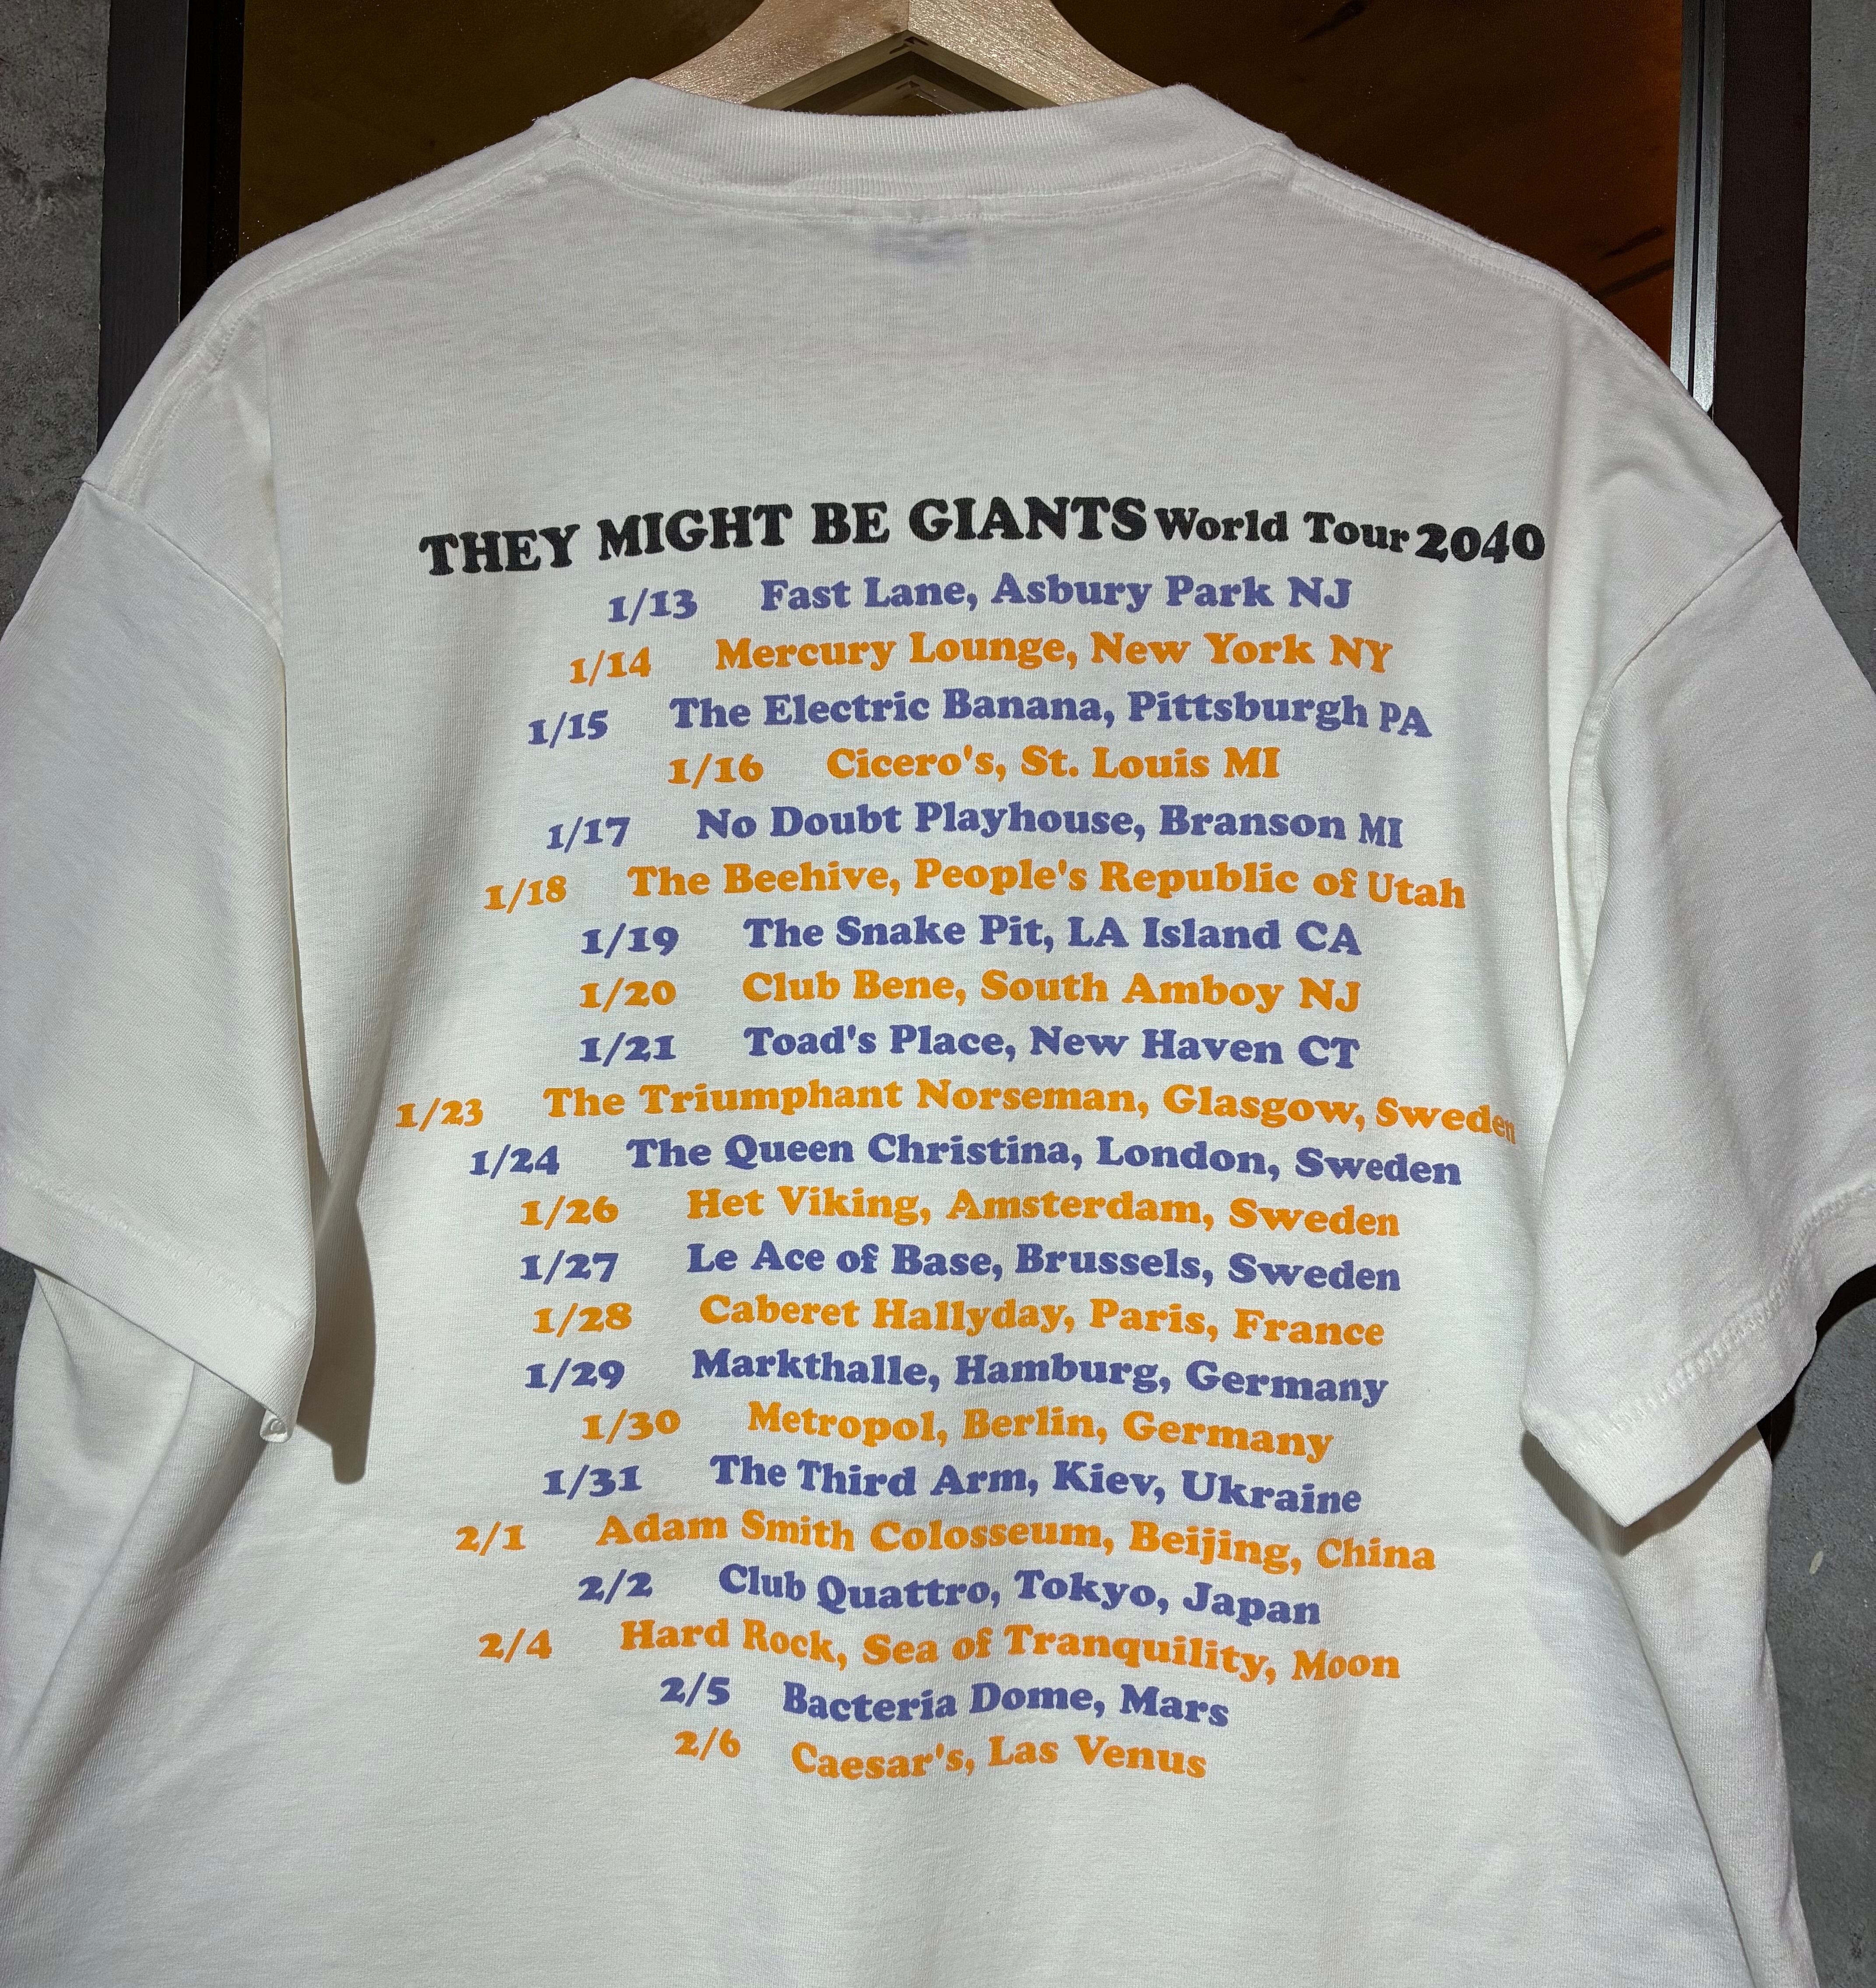 THEY MIGHT BE GIANTS World Tour 2040
1/13 Fast Lane, Asbury Park NJ
1/14 Mercury Lounge, New York NY
1/15 The Electric Banana, Pittsburgh PA
1/16 Cicero's, St. Louis MI
1/17 No Doubt Playhouse, Branson MI
1/18 The Beehive, People's Republic of Utah
1/19 The Snake Pit, LA Island CA
1/20 Club Bene, South Amboy NJ
1/21 Toad's Place, New Haven CT
1/23 The Triumphant Norseman, Glasgow, Sweden
1/24 The Queen Christina, London, Sweden
1/26 Het Viking, Amsterdam, Sweden
1/27 Le Ace of Base, Brussels, Sweden
1/28 Caberet Hallyday, Paris, France
1/29 Markthalle, Hamburg, Germany
1/30 Metropol, Berlin, Germany
1/31 The Third Arm, Kiev, Ukraine
2/1 Adam Smith Colosseum, Beijing, China
2/2 Club Quattro, Tokyo, Japan
2/4 Hard Rock, Sea of Tranquility, Moon
2/5 Bacteria Dome, Mars
2/6 Caesar's, Las Venus